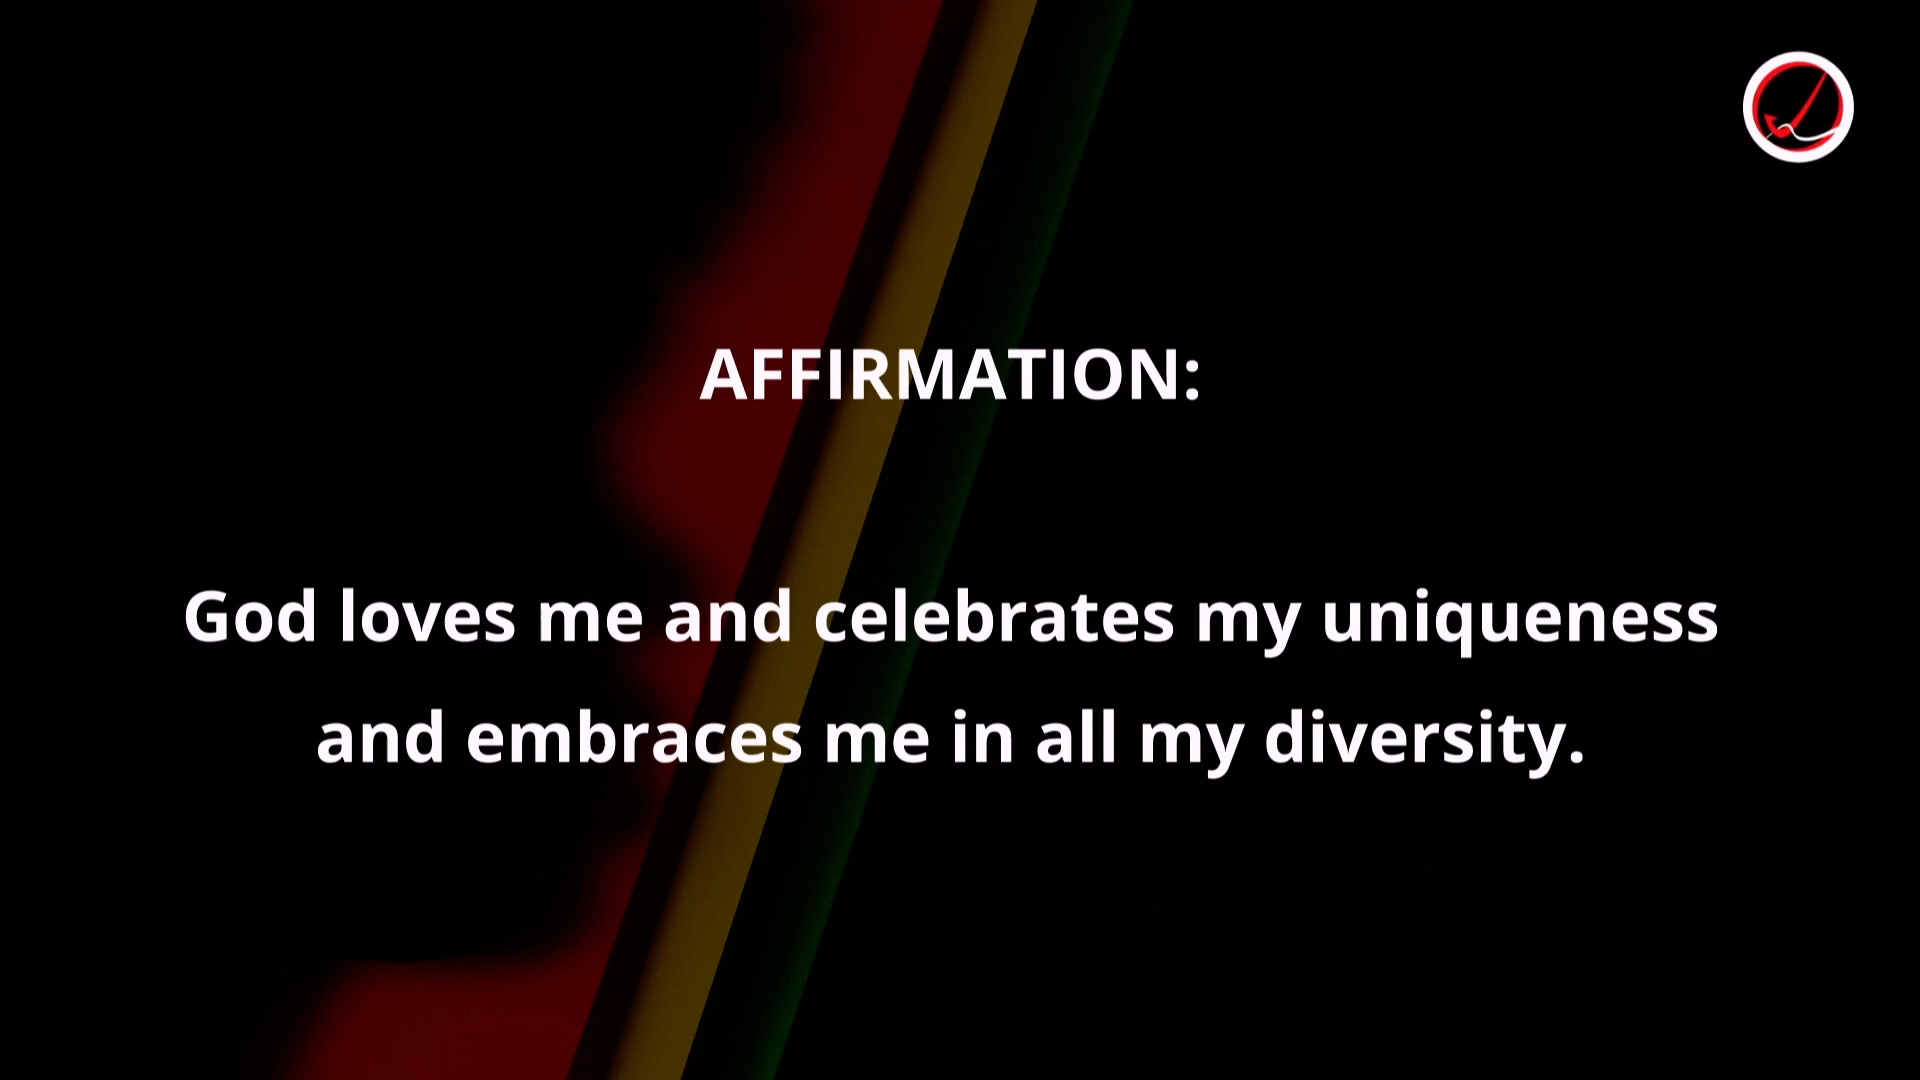 AFFIRMATION:
God loves me and celebrates my uniqueness
and embraces me in all my diversity.